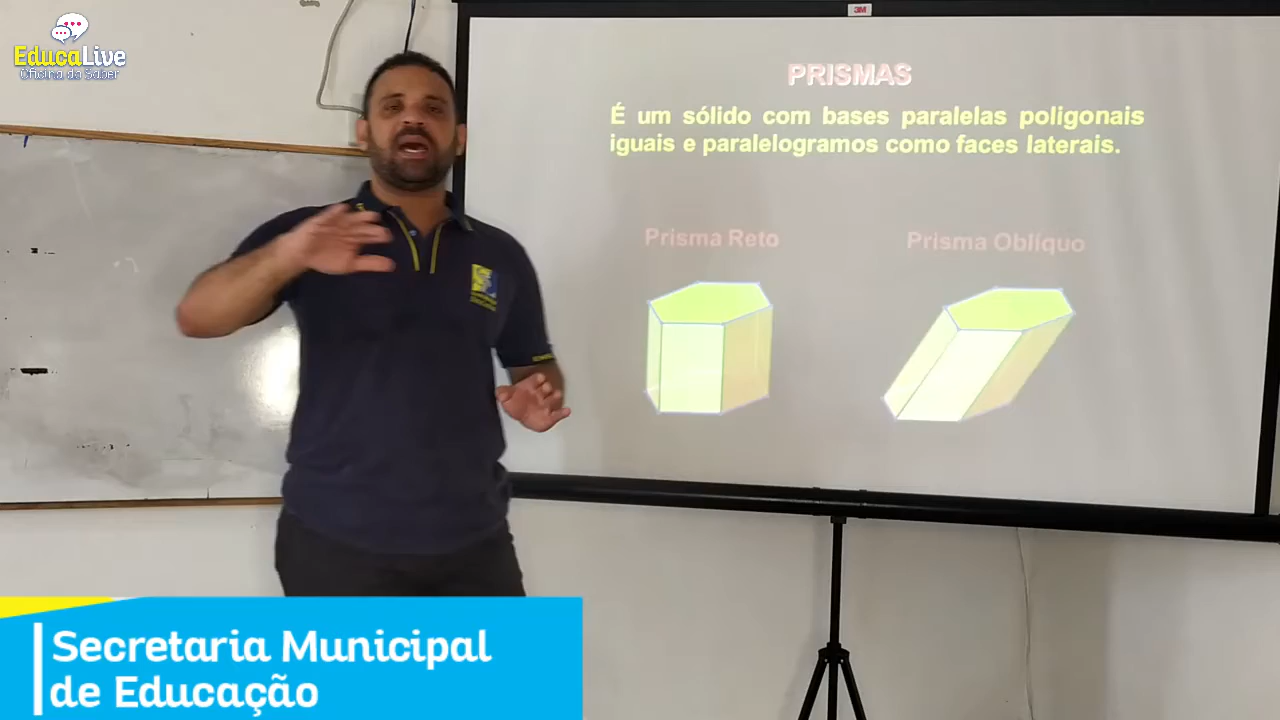 EducaLive
Oficina do Saber
3M
PRISMAS
É um sólido com bases paralelas poligonais
iguais e paralelogramos como faces laterais.
Prisma Reto
Prisma Oblíquo
Secretaria Municipal
de Educação